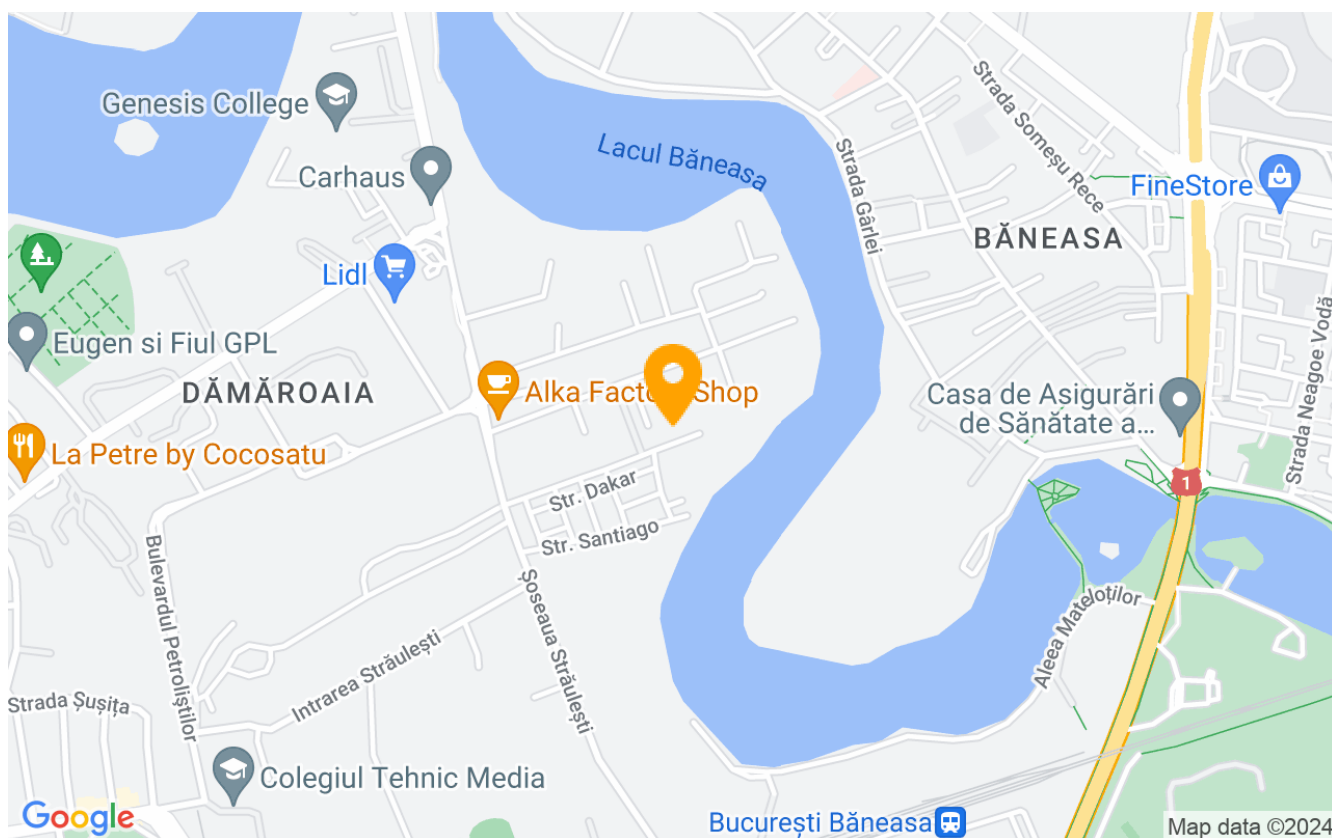 Genesis College
Carhaus
Lacul Băneasa
Strada Gârlei
Strada Someșu Rece
FineStore
BĂNEASA
Lidl
Eugen si Fiul GPL
DĂMĂROAIA
Alka Facto
Shop
Casa de Asigurări
de Sănătate a...
Strada Neagoe Vodă
La Petre by Cocosatu
Str. Dakar
Str. Santiago
1
Bulevardul Petroliștilor
Șoseaua Străulești
Intrarea Străulești
Aleea Mateloților
Strada Șușița
Colegiul Tehnic Media
București Băneasa
Google
Map data ©2024